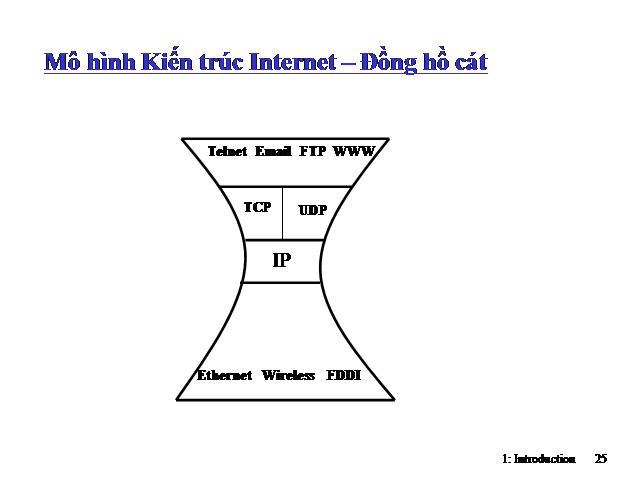 Mô hình Kiến trúc Internet – Đồng hồ cát
Telnet Email FTP WWW
TCP UDP
IP
Ethernet Wireless FDDI
1: Introduction 25